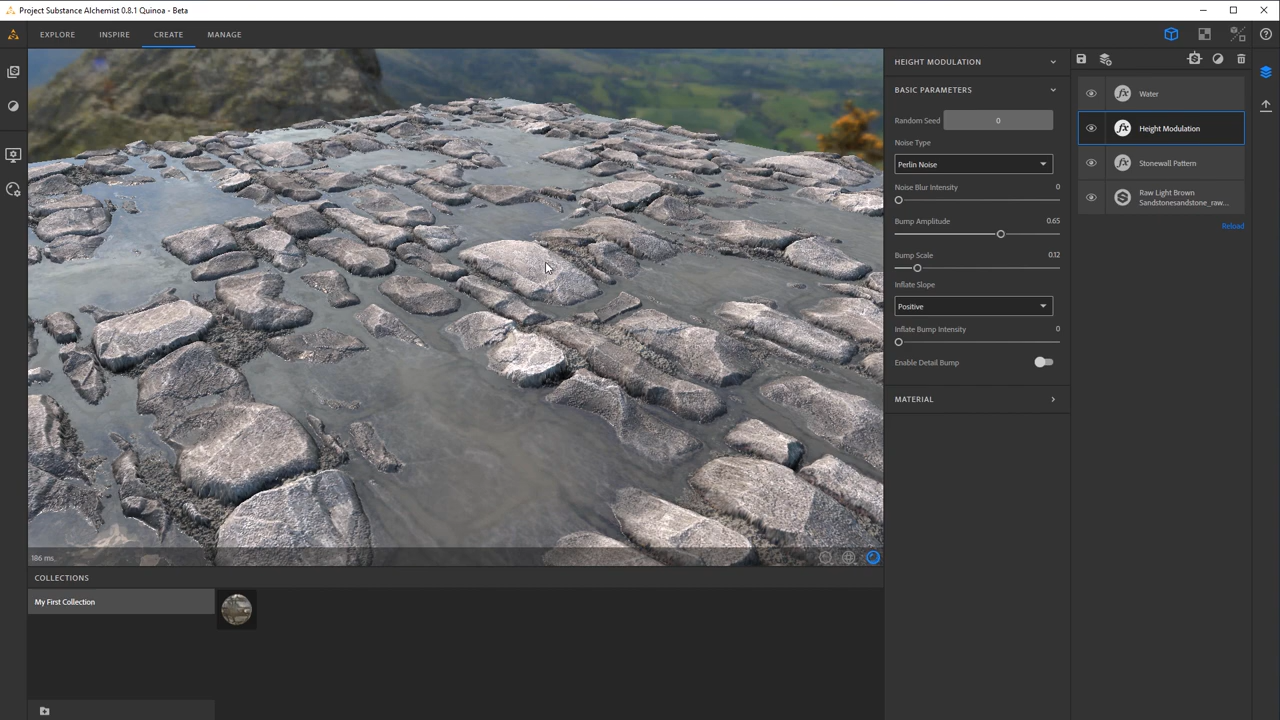 Project Substance Alchemist 0.8.1 Quinoa - Beta
EXPLORE INSPIRE CREATE MANAGE
HEIGHT MODULATION
BASIC PARAMETERS
Random Seed 0
Noise Type
Perlin Noise
Noise Blur Intensity 0
Bump Amplitude 0.65
Bump Scale 0.12
Inflate Slope
Positive
Inflate Bump Intensity 0
Enable Detail Bump
MATERIAL
Water
Height Modulation
Stonewall Pattern
Raw Light Brown
Sandstonesandstone_raw...
Reload
186 ms.
COLLECTIONS
My First Collection